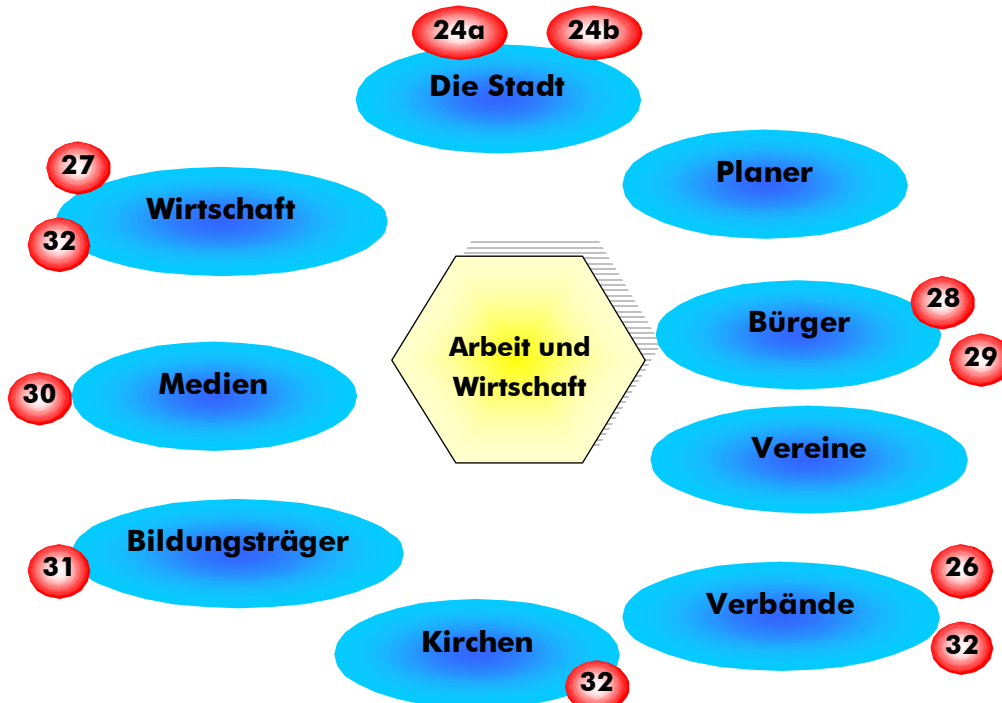 24a
24b
Die Stadt
Planer
27
Wirtschaft
32
28
Bürger
29
Arbeit und
Wirtschaft
30
Medien
Vereine
31
Bildungsträger
26
Verbände
32
Kirchen
32